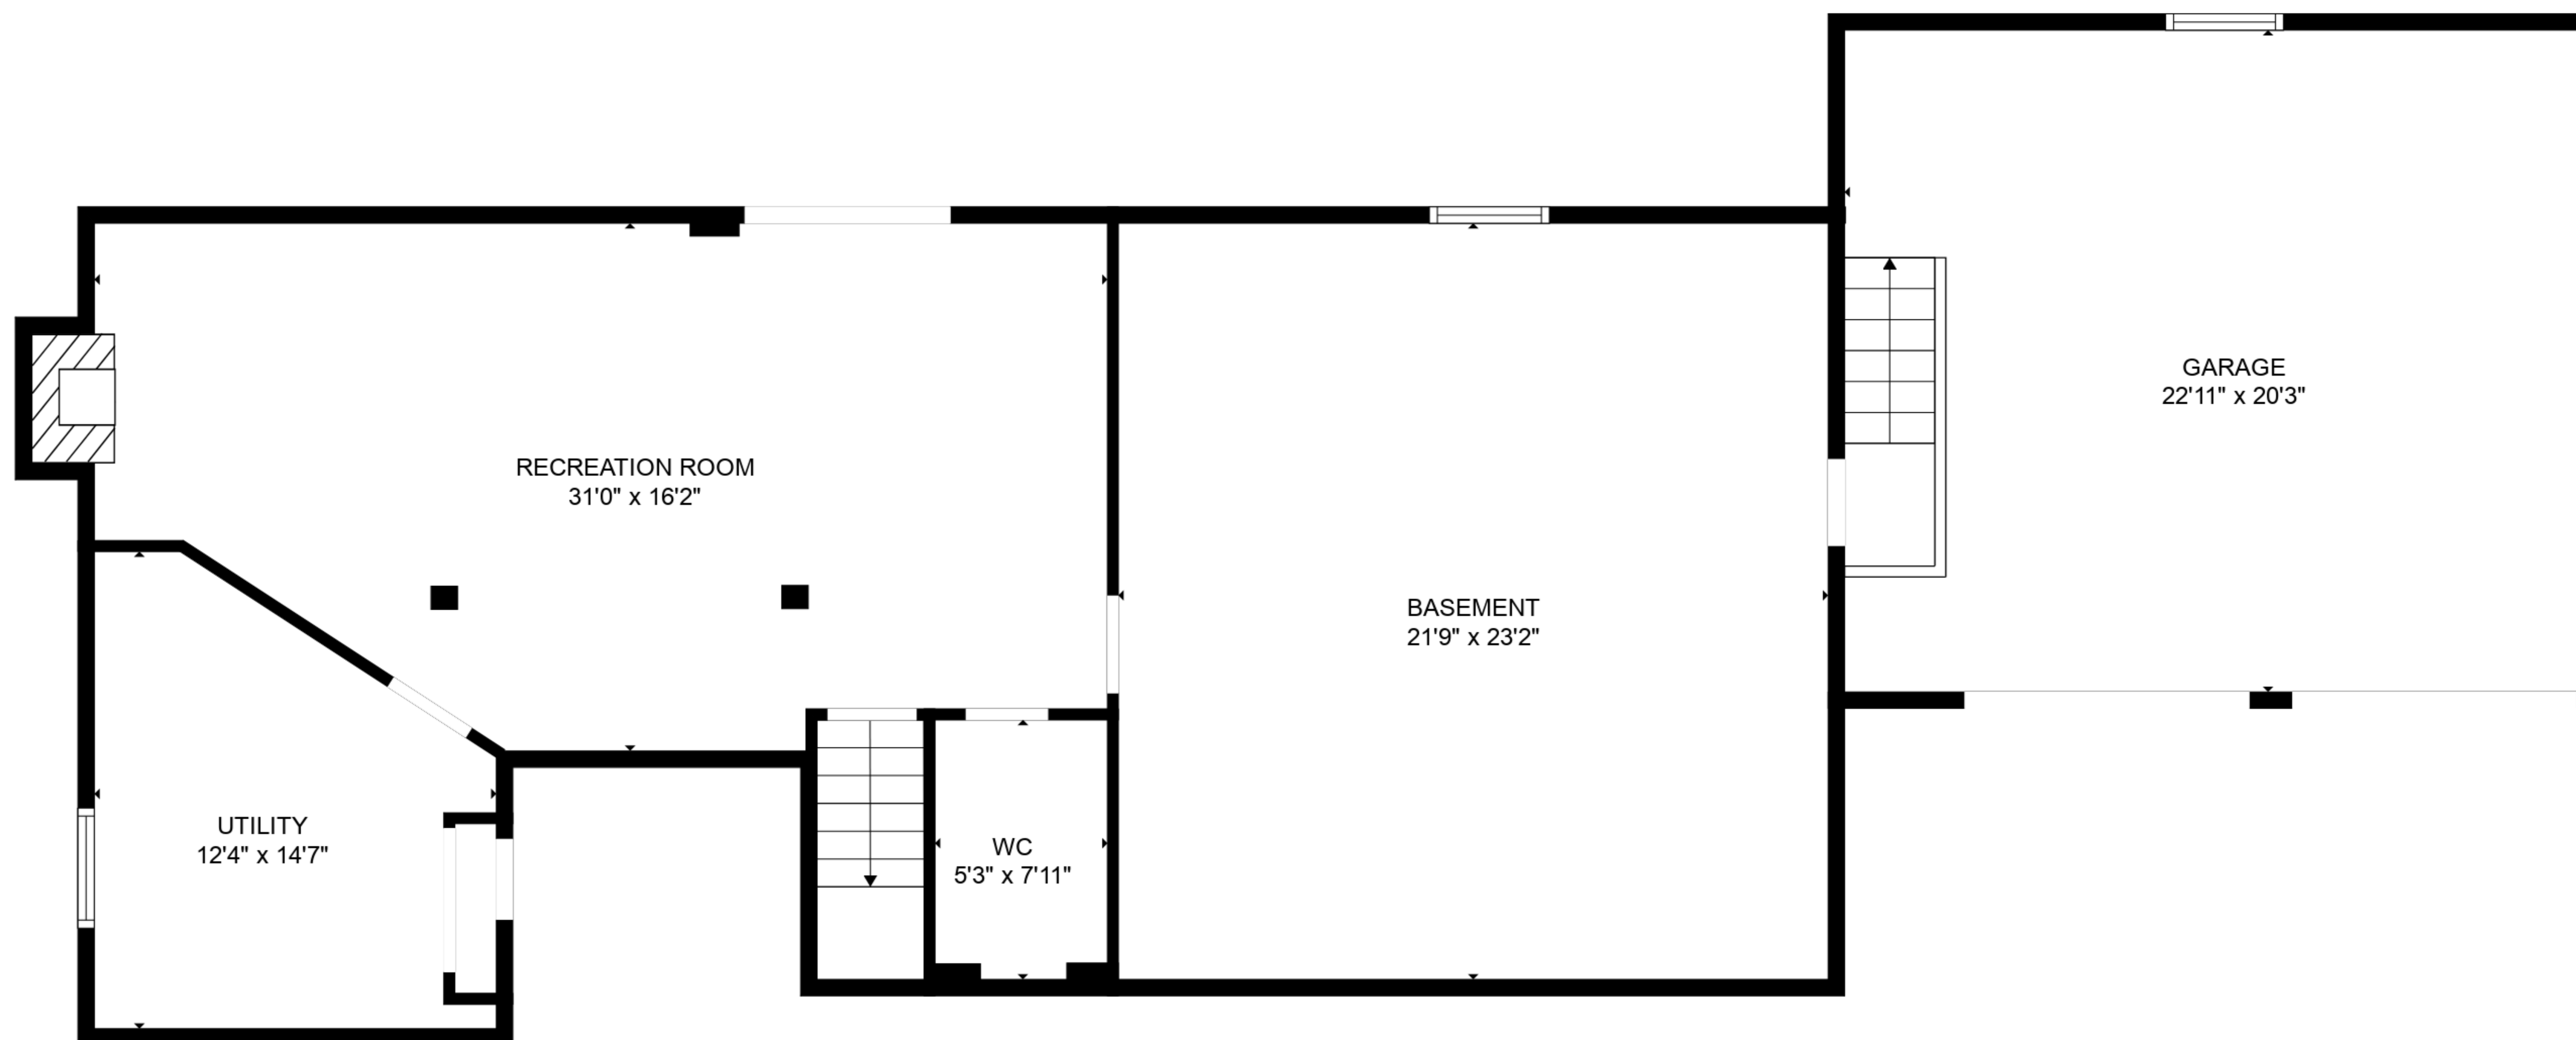 GARAGE
22'11" x 20'3"
RECREATION ROOM
31'0" x 16'2"
BASEMENT
21'9" x 23'2"
UTILITY
12'4" x 14'7"
WC
5'3" x 7'11"